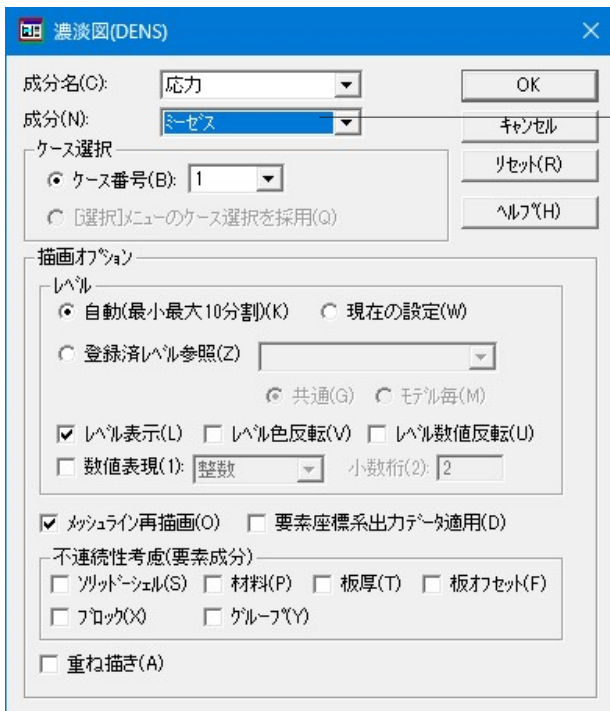 濃淡図(DENS)
成分名(C): 応力 OK
成分(N): ミーゼス キャンセル
ケース選択 リセット(R)
ケース番号(B): 1
[選択]メニューのケース選択を採用(Q) ヘルプ(H)
描画オプション
レベル
自動(最小最大10分割)(K) 現在の設定(W)
登録済レベル参照(Z)
共通(G) モデル毎(M)
レベル表示(L) レベル色反転(V) レベル数値反転(U)
数値表現(1): 整数 小数桁(2): 2
メッシュライン再描画(O) 要素座標系出力データ適用(D)
不連続性考慮(要素成分)
ソリッド-シェル(S) 材料(P) 板厚(T) 板オフセット(F)
ブロック(X) グループ(Y)
重ね描き(A)